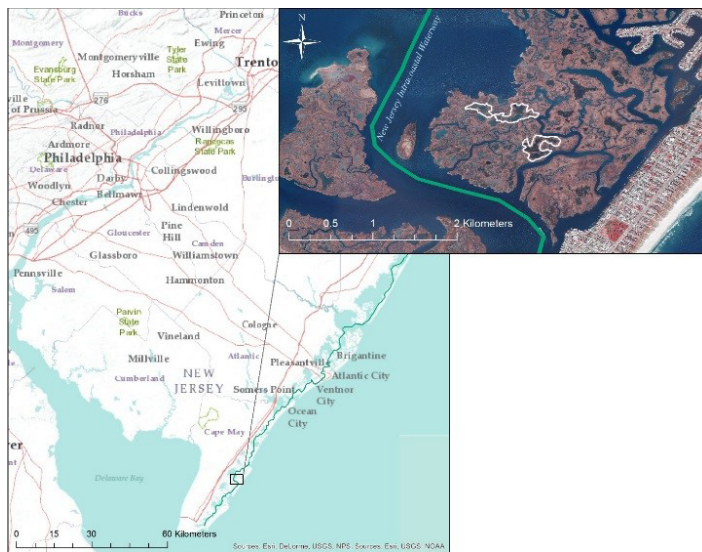 Bucks
Princeton
Mercer
Montgomery
Montgomeryville
Tyler
State
Park
Ewing
Trento
Evansburg
State Park
Horsham
Levittown
276
ville
of Prussia
295
Radnor
Philadelphia
Willingboro
Ardmore
Rancocas
State Park
Philadelphia
Delaware
Darby
Collingswood
Woodlyn
Bellmawr
Burlington
Chester
Lindenwold
495
Gloucester
Pine
Hill
Camden
Glassboro
Williamstown
Pennsville
Salem
Hammonton
Parvin
State
Park
Cologne
Vineland
Millville
Atlantic
Pleasantville
Brigantine
NEW
JERSEY
Atlantic City
Cumberland
Somers Point
Ventnor
City
Ocean
City
Cape May
ver
Delaware Bay
0 15 30 60 Kilometers
Sources: Esri, DeLorme, USGS, NPS, Sources: Esri, USGS, NOAA
N
New Jersey Intracoastal Waterway
0 0.5 1 2 Kilometers